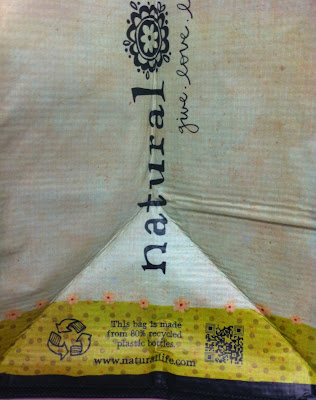 natural
give. love. l
This bag is made
from 80% recycled
plastic bottles.
www.naturallife.com